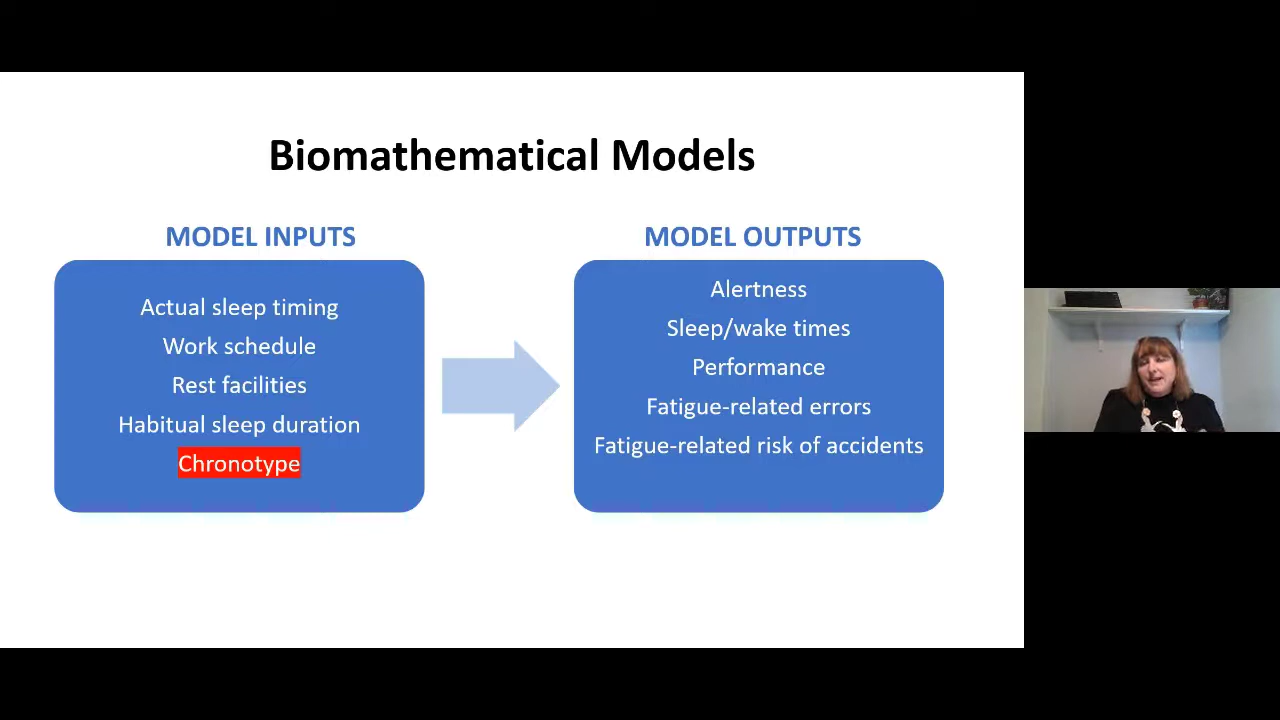 Biomathematical Models
MODEL INPUTS
Actual sleep timing
Work schedule
Rest facilities
Habitual sleep duration
Chronotype
MODEL OUTPUTS
Alertness
Sleep/wake times
Performance
Fatigue-related errors
Fatigue-related risk of accidents